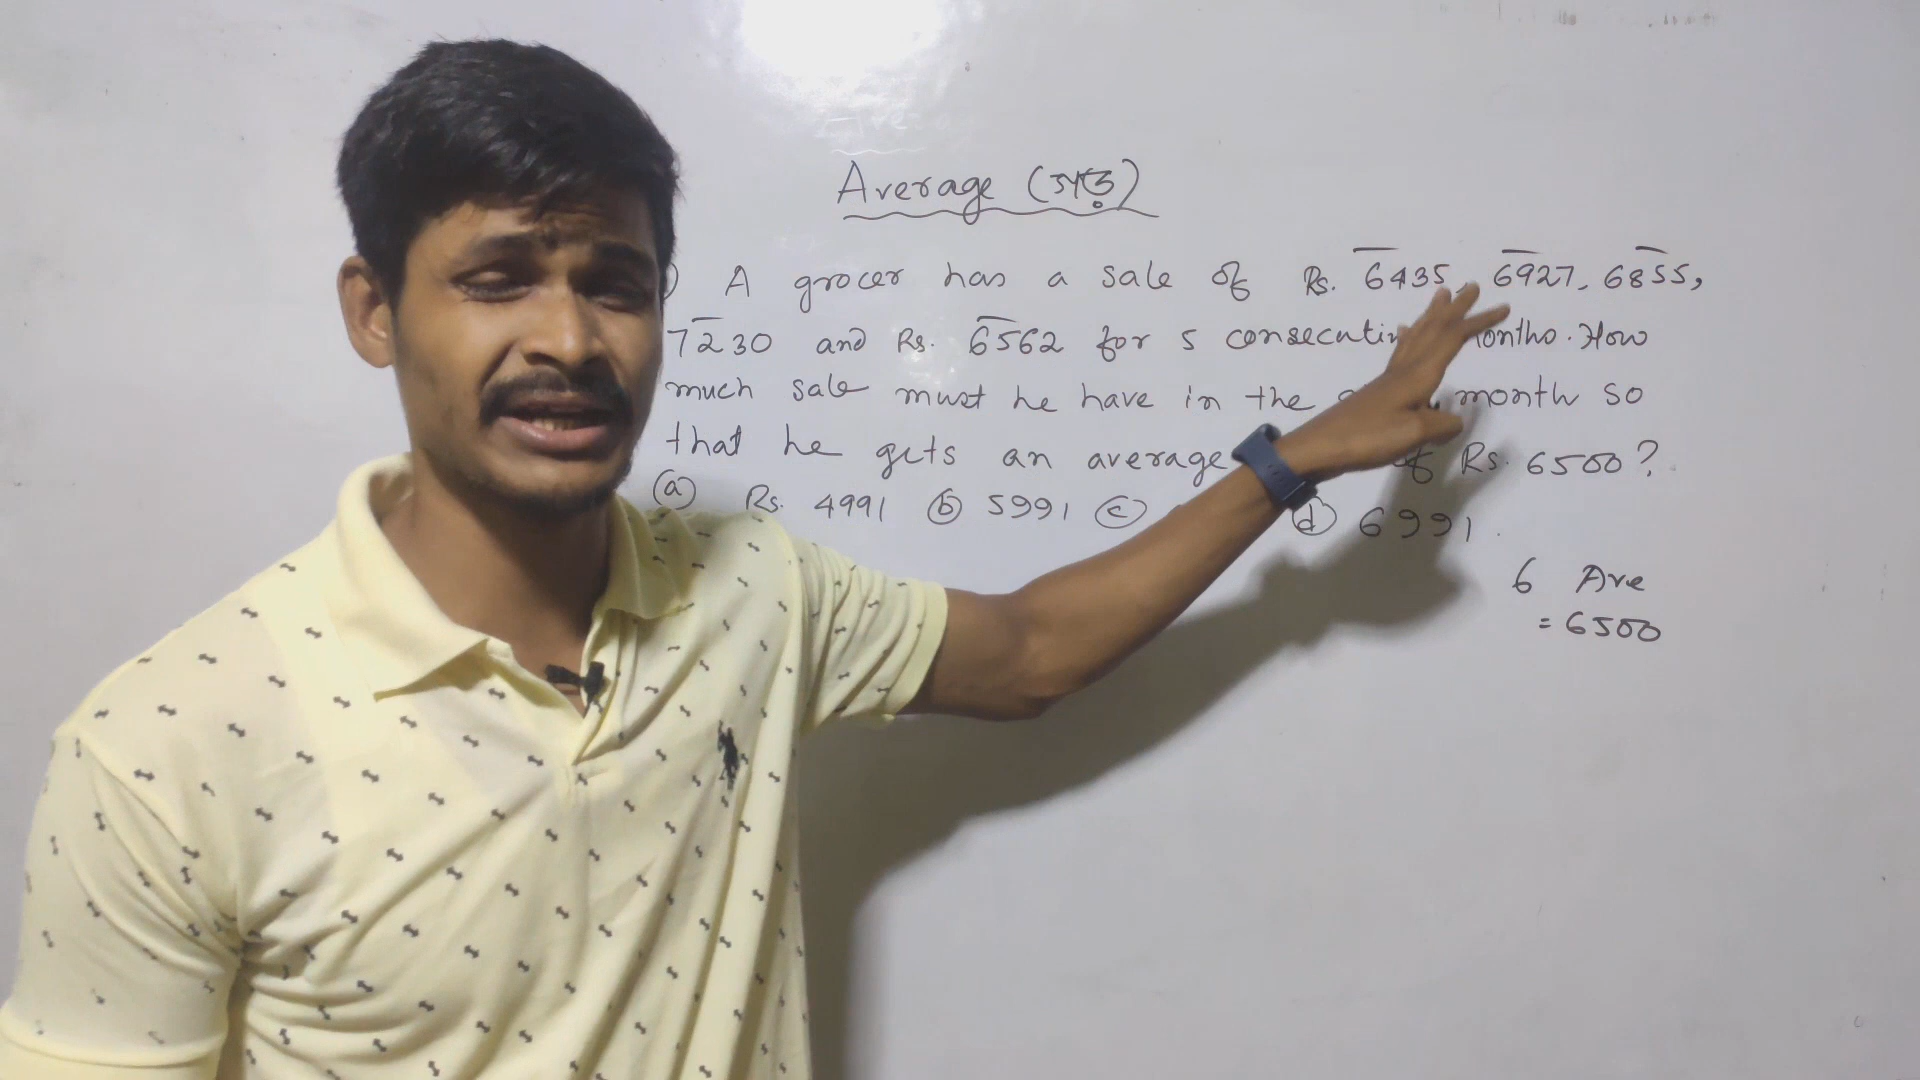 Average (গড়)
) A grocer has a sale of Rs. 6435, 6927, 6855,
7230 and Rs. 6562 for 5 consecutive months. How
much sale must he have in the month so
that he gets an average of Rs. 6500?
(a) Rs. 4991 (b) 5991 (c) (d) 6991.
6 Ave
= 6500